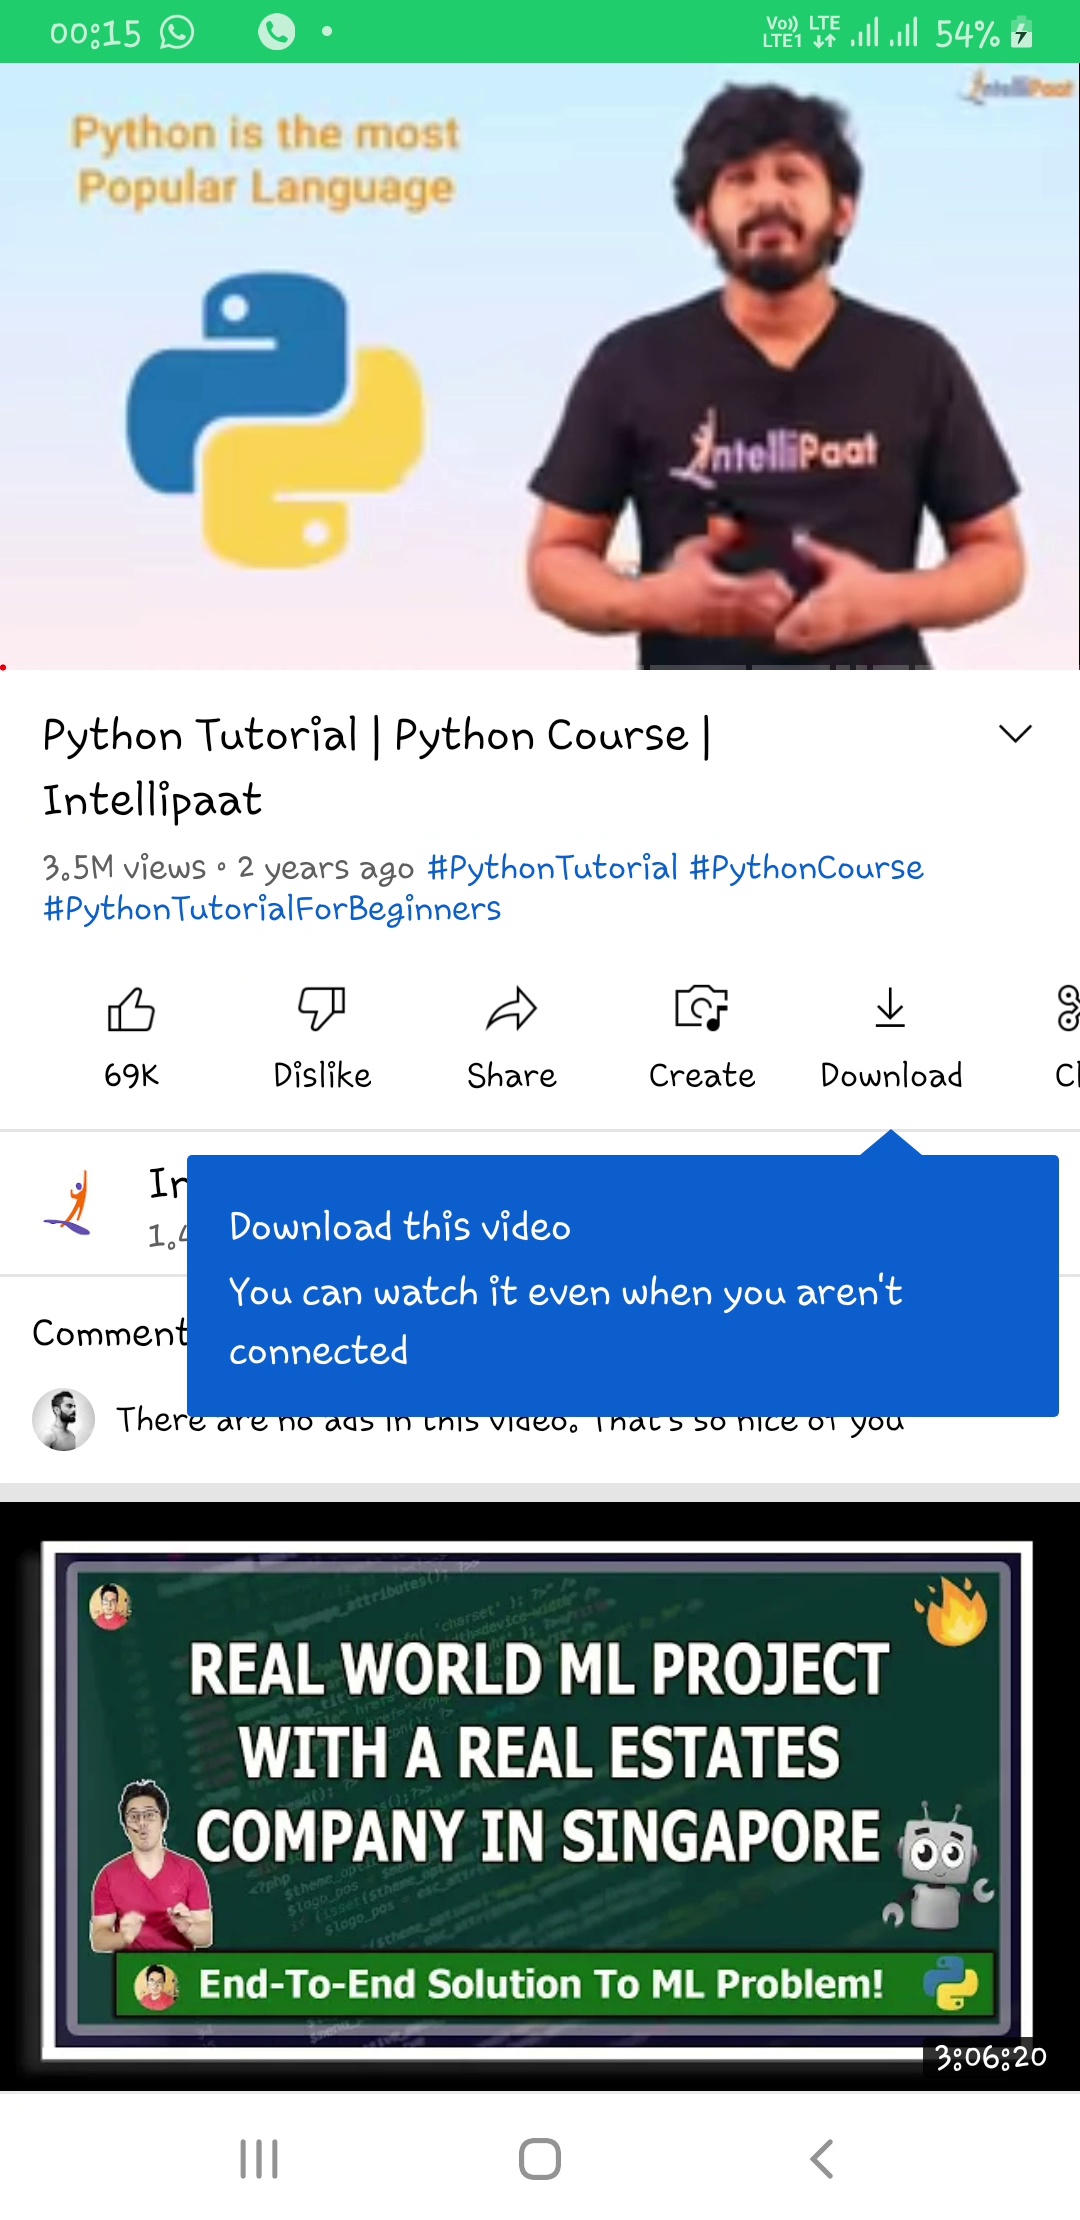 00:15
Vo)) LTE
LTE1
54%
IntelliPaat
Python is the most
Popular Language
IntelliPaat
Python Tutorial | Python Course |
Intellipaat
3.5M views • 2 years ago #PythonTutorial #PythonCourse
#PythonTutorialForBeginners
69K
Dislike
Share
Create
Download
Download this video
You can watch it even when you aren't
connected
Comment
There are no ads in this video. That's so nice of you
REAL WORLD ML PROJECT
WITH A REAL ESTATES
COMPANY IN SINGAPORE
End-To-End Solution To ML Problem!
3:06:20